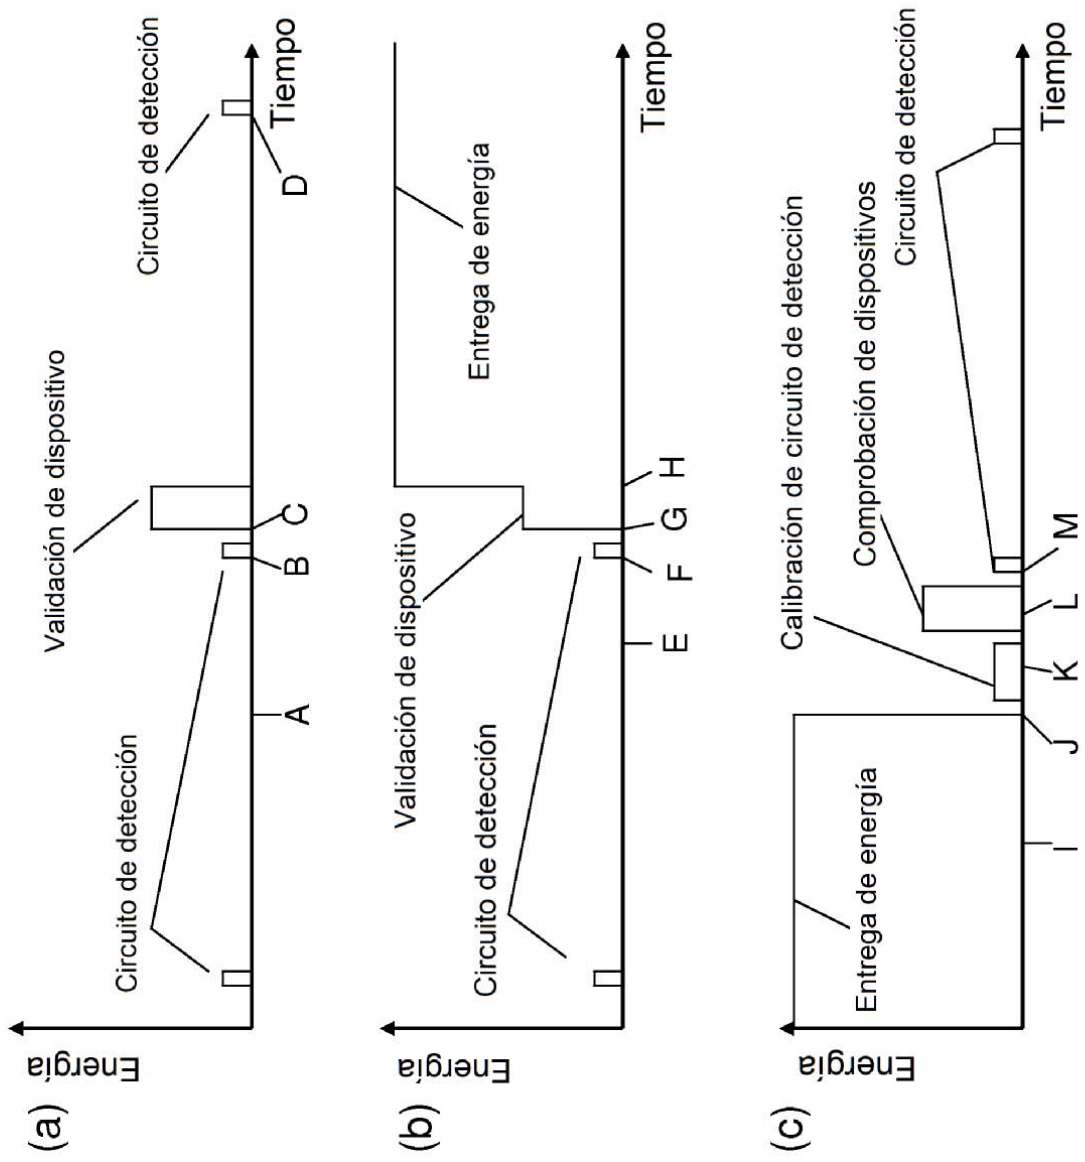 (a)
Energía
Circuito de detección
Validación de dispositivo
Circuito de detección
A
B
C
D
Tiempo
(b)
Energía
Circuito de detección
Validación de dispositivo
Entrega de energía
E
F
G
H
Tiempo
(c)
Energía
Entrega de energía
Calibración de circuito de detección
Comprobación de dispositivos
Circuito de detección
I
J
K
L
M
Tiempo